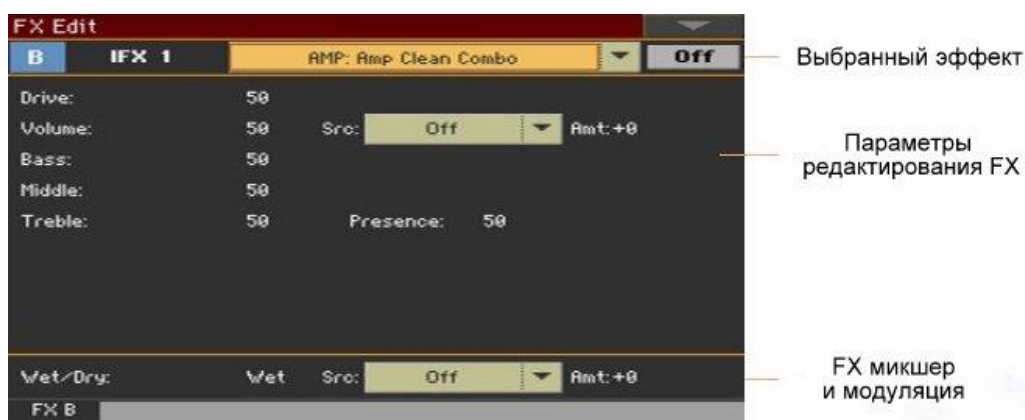 FX Edit
B IFX 1 AMP: Amp Clean Combo Off
Выбранный эффект
Drive: 50
Volume: 50 Src: Off Amt:+0
Bass: 50
Middle: 50
Treble: 50 Presence: 50
Параметры
редактирования FX
Wet/Dry: Wet Src: Off Amt:+0
FX микшер
и модуляция
FX B